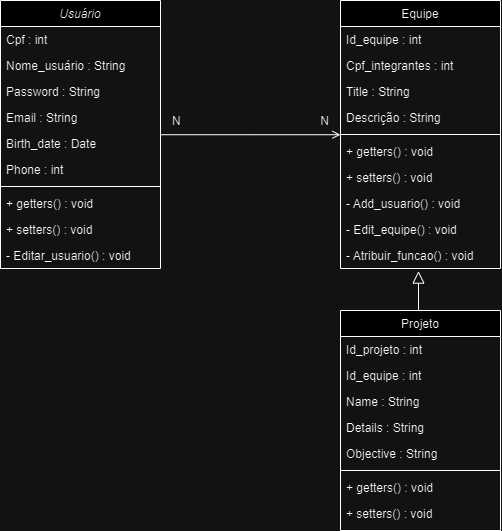 Usuário
Cpf : int
Nome_usuário : String
Password : String
Email : String
Birth_date : Date
Phone : int
+ getters() : void
+ setters() : void
- Editar_usuario() : void
N
N
Equipe
Id_equipe : int
Cpf_integrantes : int
Title : String
Descrição : String
+ getters() : void
+ setters() : void
- Add_usuario() : void
- Edit_equipe() : void
- Atribuir_funcao() : void
Projeto
Id_projeto : int
Id_equipe : int
Name : String
Details : String
Objective : String
+ getters() : void
+ setters() : void